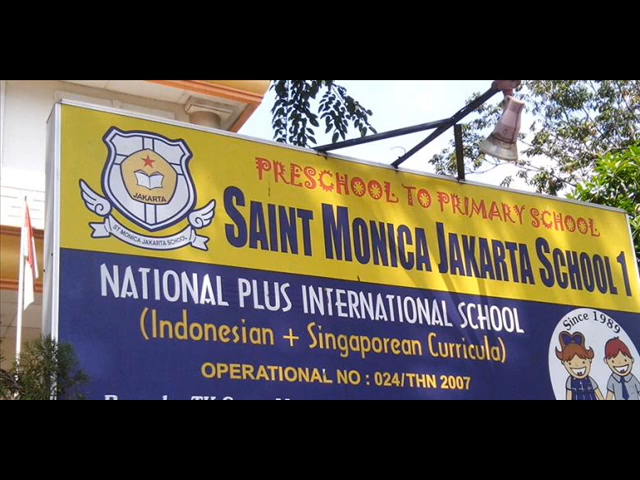 PRESCHOOL TO PRIMARY SCHOOL
SAINT MONICA JAKARTA SCHOOL 1
JAKARTA
ST MONICA JAKARTA SCHOOL
NATIONAL PLUS INTERNATIONAL SCHOOL
(Indonesian + Singaporean Curricula)
Since 1989
OPERATIONAL NO : 024/THN 2007